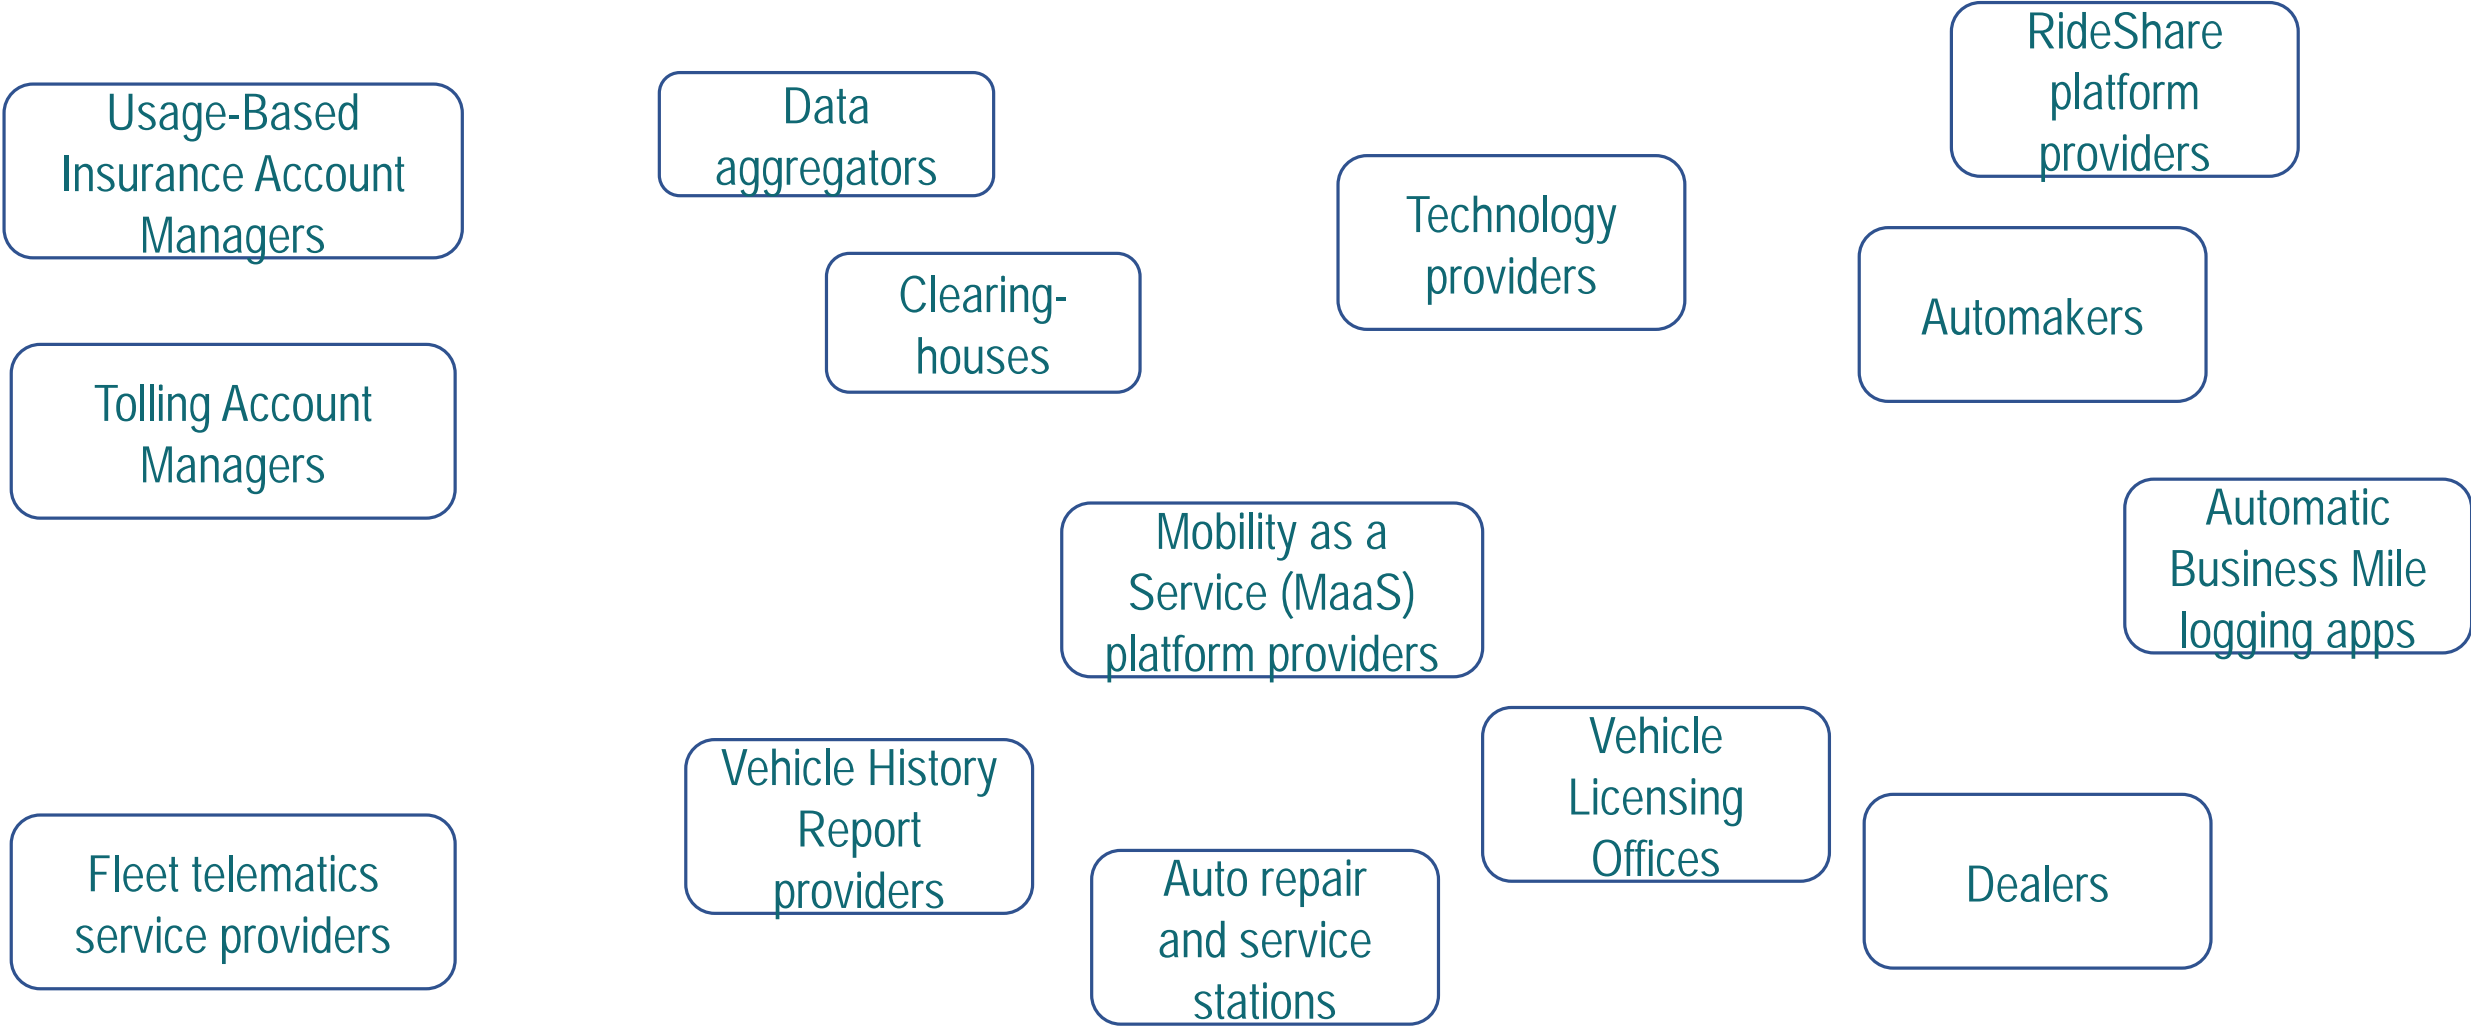 Usage-Based
Insurance Account
Managers
Data
aggregators
RideShare
platform
providers
Technology
providers
Clearing-
houses
Automakers
Tolling Account
Managers
Mobility as a
Service (MaaS)
platform providers
Automatic
Business Mile
logging apps
Vehicle History
Report
providers
Vehicle
Licensing
Offices
Fleet telematics
service providers
Auto repair
and service
stations
Dealers